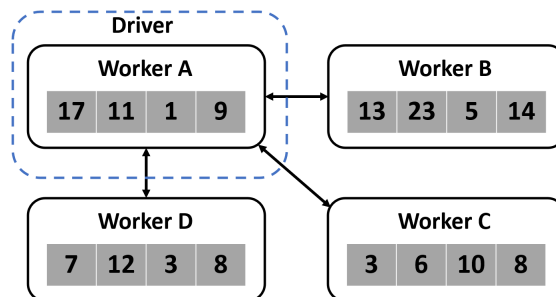 Driver
Worker A
17 11 1 9
Worker B
13 23 5 14
Worker D
7 12 3 8
Worker C
3 6 10 8